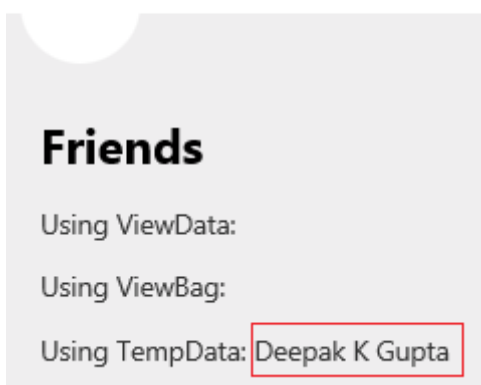 Friends
Using ViewData:
Using ViewBag:
Using TempData: Deepak K Gupta